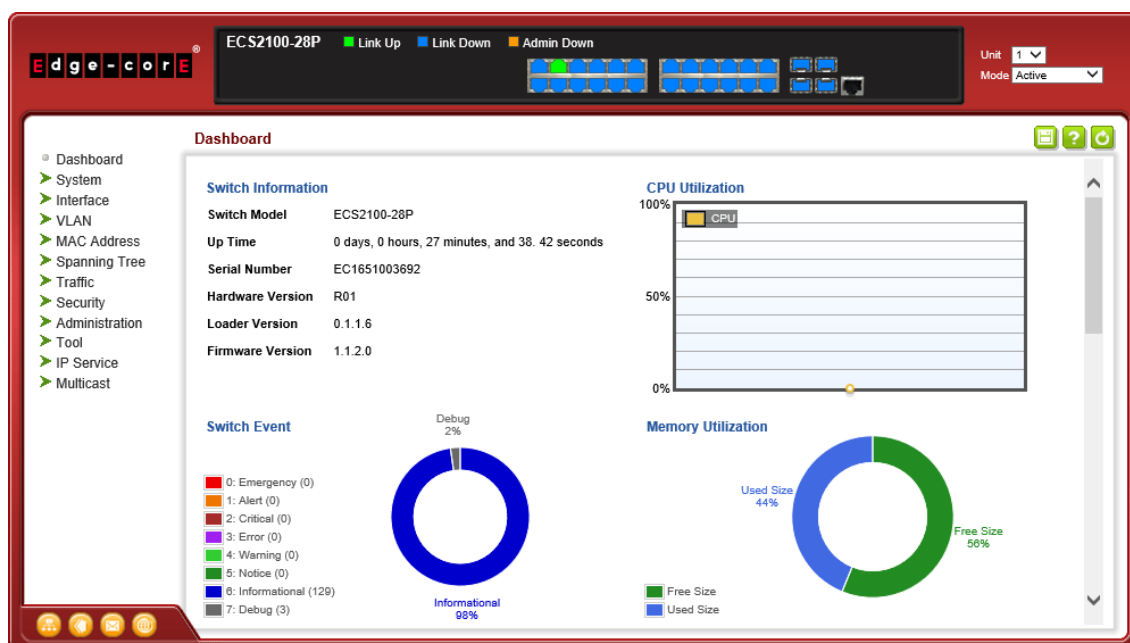 Edge-corE®
ECS2100-28P
Link Up
Link Down
Admin Down
Unit 1
Mode Active
Dashboard
Dashboard
System
Interface
VLAN
MAC Address
Spanning Tree
Traffic
Security
Administration
Tool
IP Service
Multicast
Switch Information
Switch Model ECS2100-28P
Up Time 0 days, 0 hours, 27 minutes, and 38. 42 seconds
Serial Number EC1651003692
Hardware Version R01
Loader Version 0.1.1.6
Firmware Version 1.1.2.0
CPU Utilization
100%
CPU
50%
0%
Switch Event
Debug
2%
0: Emergency (0)
1: Alert (0)
2: Critical (0)
3: Error (0)
4: Warning (0)
5: Notice (0)
6: Informational (129)
7: Debug (3)
Informational
98%
Memory Utilization
Used Size
44%
Free Size
56%
Free Size
Used Size